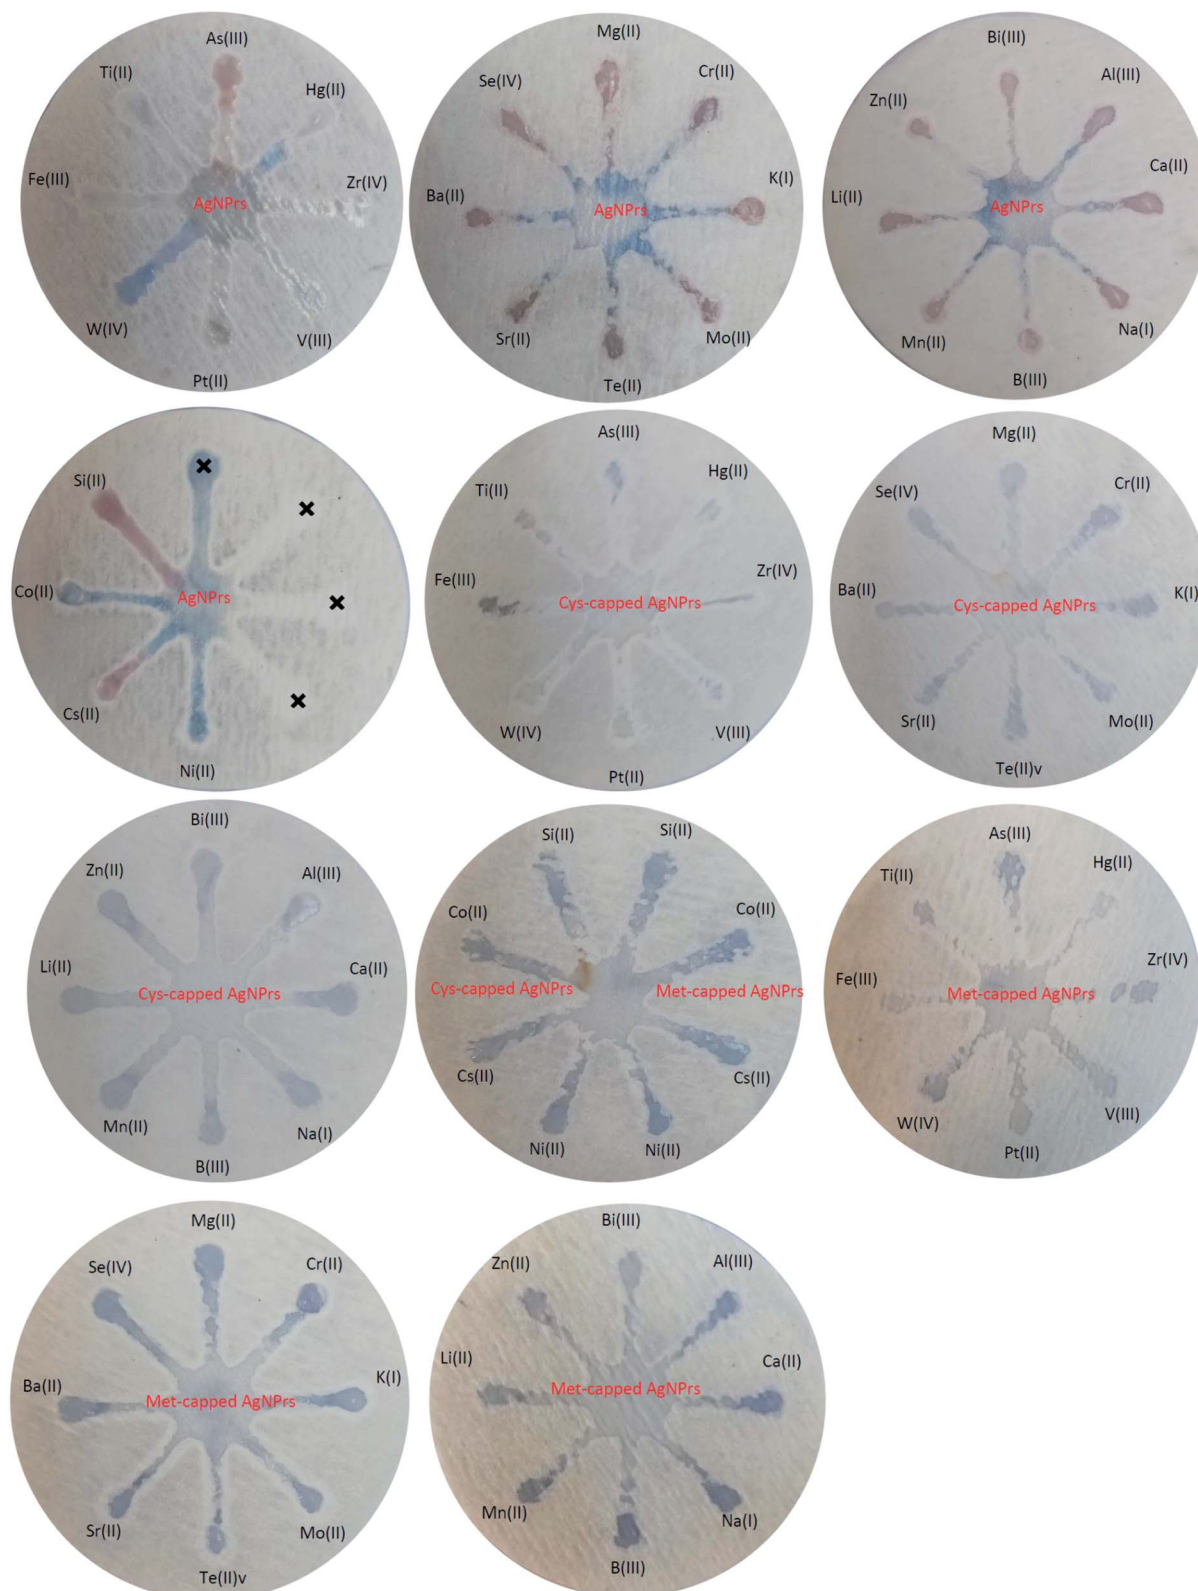 As(III)
Ti(II)
Hg(II)
Fe(III)
Zr(IV)
AgNPrs
W(IV)
V(III)
Pt(II)
Mg(II)
Se(IV)
Cr(II)
Ba(II)
K(I)
AgNPrs
Sr(II)
Mo(II)
Te(II)
Bi(III)
Zn(II)
Al(III)
Li(II)
Ca(II)
AgNPrs
Mn(II)
Na(I)
B(III)
Si(II)
Co(II)
AgNPrs
Cs(II)
Ni(II)
As(III)
Ti(II)
Hg(II)
Fe(III)
Zr(IV)
Cys-capped AgNPrs
W(IV)
V(III)
Pt(II)
Mg(II)
Se(IV)
Cr(II)
Ba(II)
K(I)
Cys-capped AgNPrs
Sr(II)
Mo(II)
Te(II)v
Bi(III)
Zn(II)
Al(III)
Li(II)
Ca(II)
Cys-capped AgNPrs
Mn(II)
Na(I)
B(III)
Si(II)
Si(II)
Co(II)
Co(II)
Cys-capped AgNPrs
Met-capped AgNPrs
Cs(II)
Cs(II)
Ni(II)
Ni(II)
As(III)
Ti(II)
Hg(II)
Fe(III)
Zr(IV)
Met-capped AgNPrs
W(IV)
V(III)
Pt(II)
Mg(II)
Se(IV)
Cr(II)
Ba(II)
K(I)
Met-capped AgNPrs
Sr(II)
Mo(II)
Te(II)v
Bi(III)
Zn(II)
Al(III)
Li(II)
Ca(II)
Met-capped AgNPrs
Mn(II)
Na(I)
B(III)